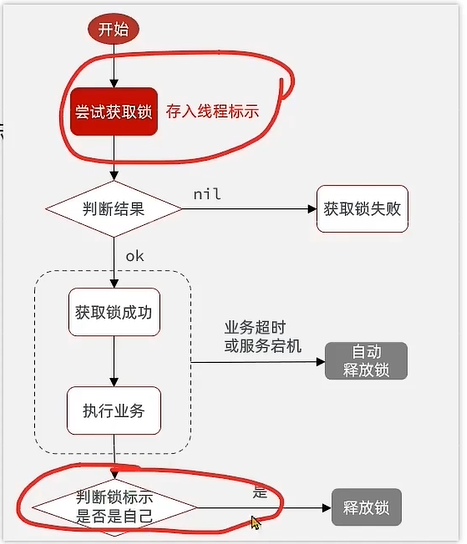 开始
尝试获取锁
存入线程标示
判断结果
nil
获取锁失败
ok
获取锁成功
业务超时
或服务宕机
自动
释放锁
执行业务
判断锁标示
是否是自己
是
释放锁